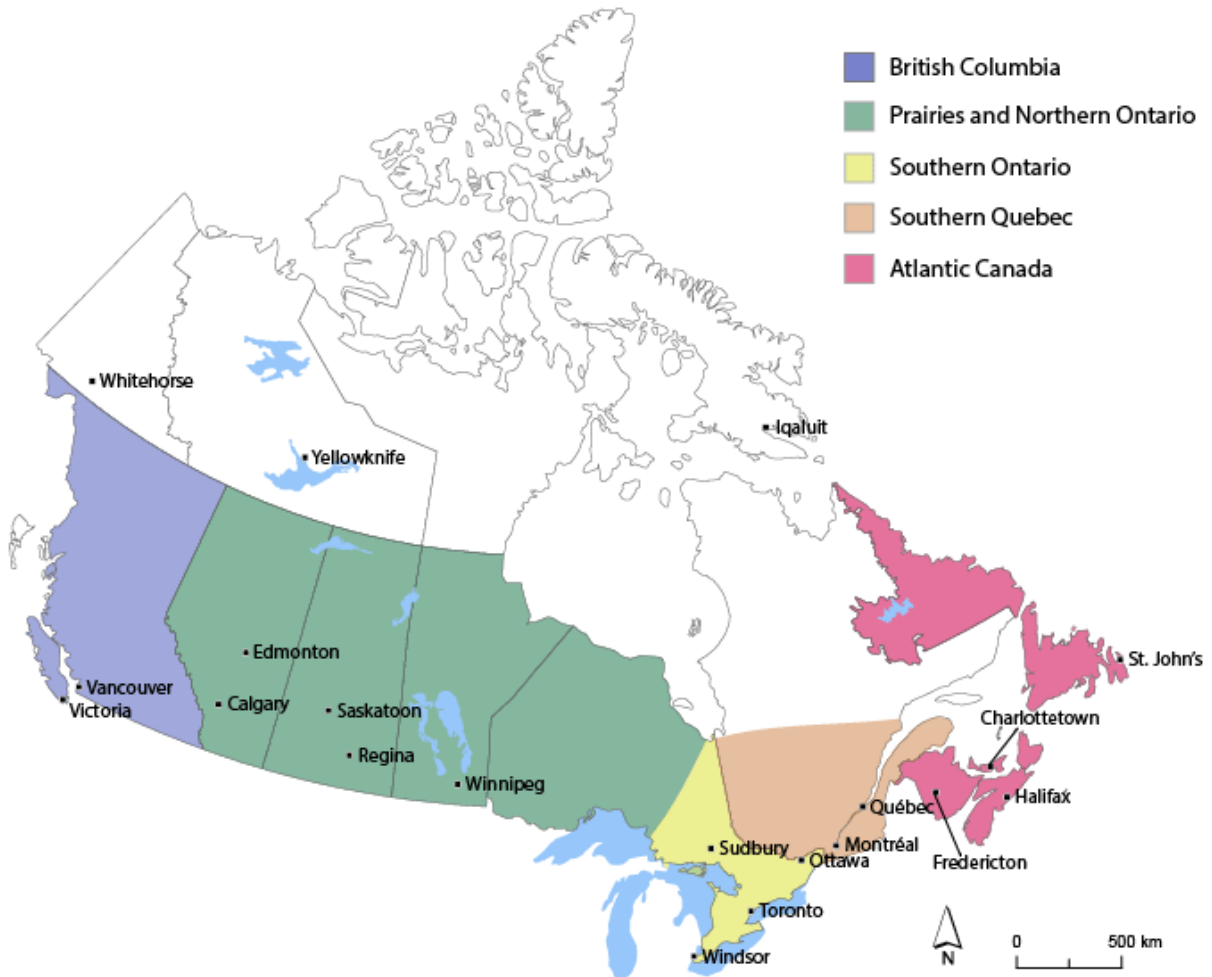 British Columbia
Prairies and Northern Ontario
Southern Ontario
Southern Quebec
Atlantic Canada
Whitehorse
Iqaluit
Yellowknife
Edmonton
St. John's
Vancouver
Calgary
Saskatoon
Victoria
Charlottetown
Regina
Winnipeg
Halifax
Québec
Montréal
Sudbury
Ottawa
Fredericton
Toronto
0 500 km
Windsor
N